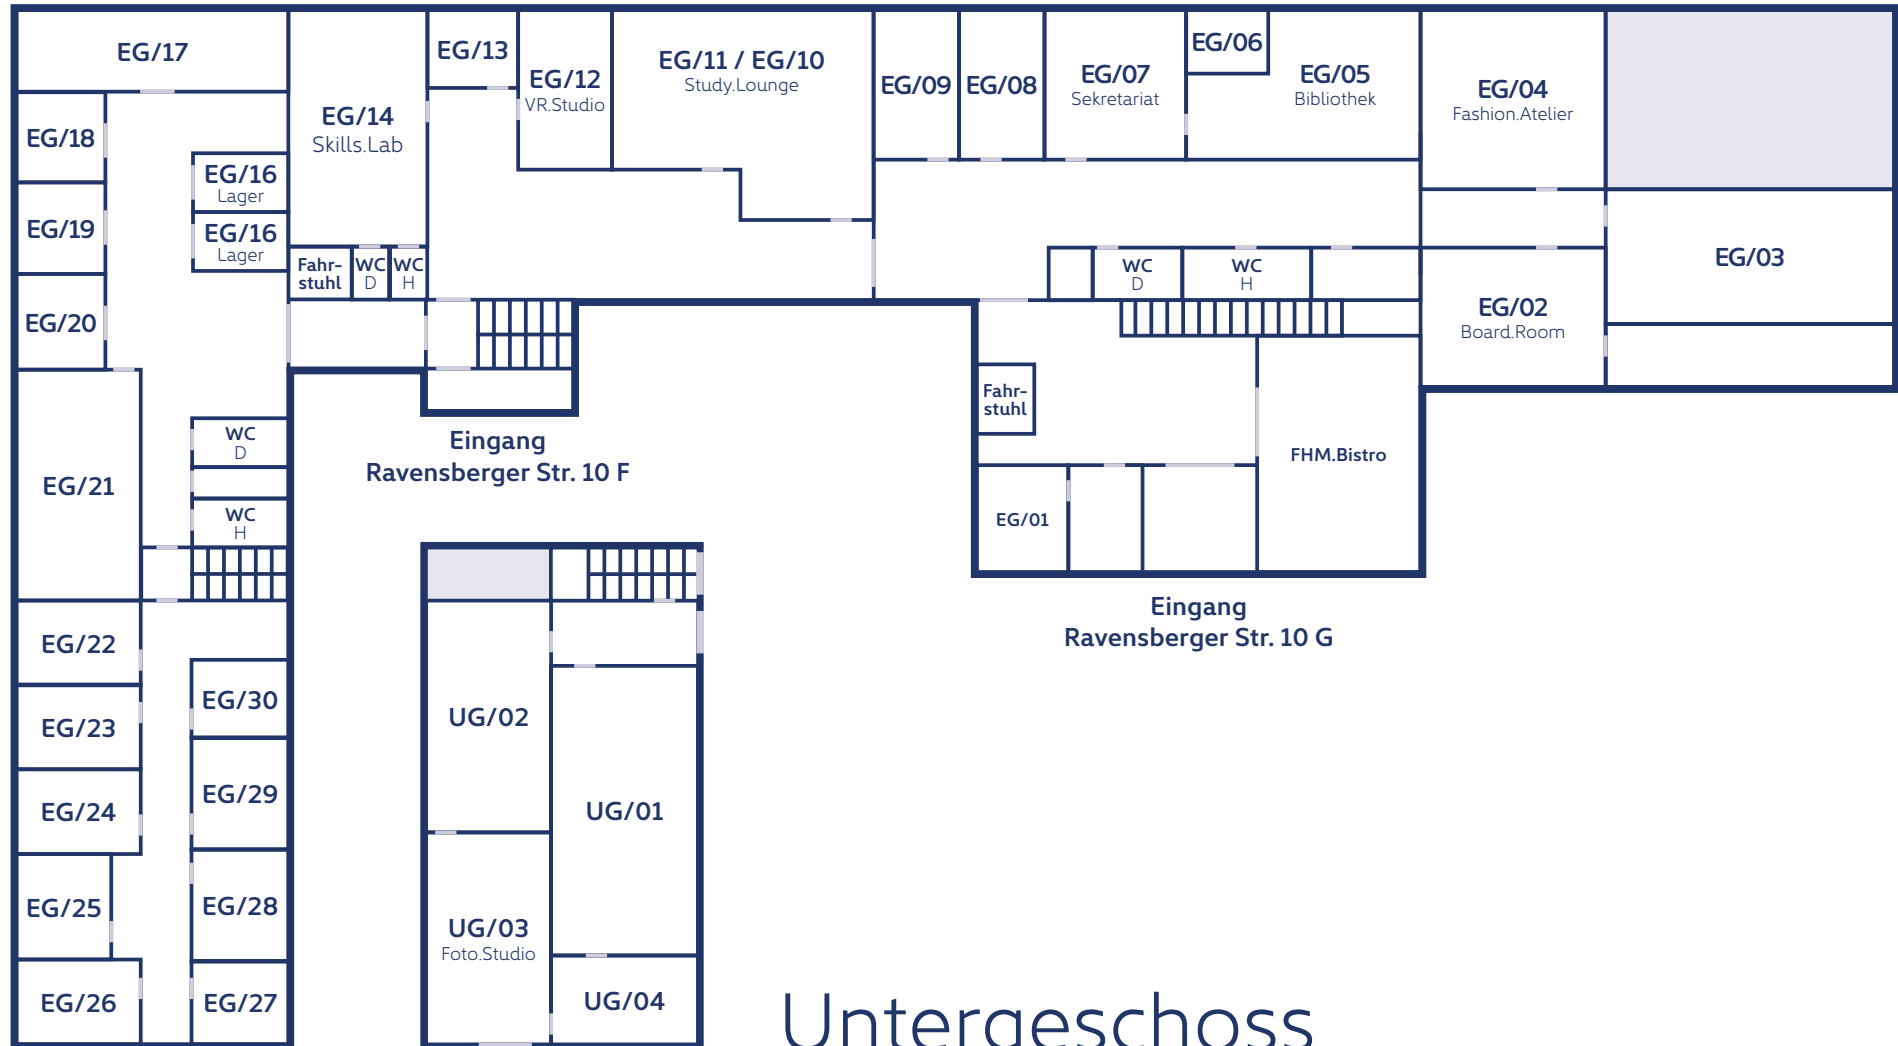 EG/17
EG/18
EG/19
EG/20
EG/21
EG/22
EG/23
EG/24
EG/25
EG/26
EG/16
Lager
EG/16
Lager
WC
D
WC
H
EG/30
EG/29
EG/28
EG/27
EG/14
Skills.Lab
Fahr-
stuhl
WC
D
WC
H
EG/13
EG/12
VR.Studio
EG/11 / EG/10
Study.Lounge
EG/09
EG/08
EG/07
Sekretariat
EG/06
EG/05
Bibliothek
EG/04
Fashion.Atelier
EG/03
EG/02
Board.Room
WC
D
WC
H
Fahr-
stuhl
FHM.Bistro
EG/01
Eingang
Ravensberger Str. 10 F
Eingang
Ravensberger Str. 10 G
UG/02
UG/01
UG/03
Foto.Studio
UG/04
Untergeschoss